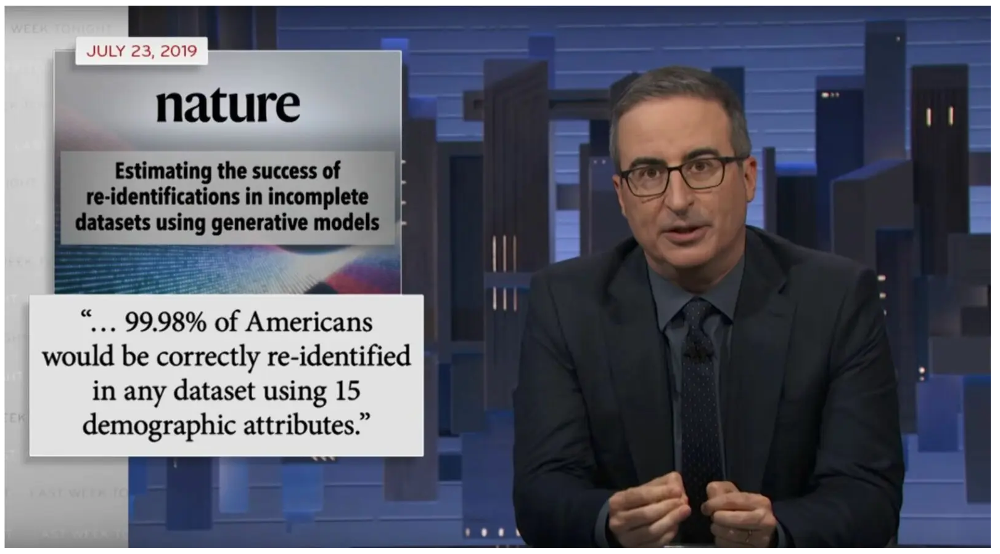 WEEK TONIGHT
JULY 23, 2019
nature
Estimating the success of
re-identifications in incomplete
datasets using generative models
“… 99.98% of Americans
would be correctly re-identified
in any dataset using 15
demographic attributes.”
LAST WEEK TO